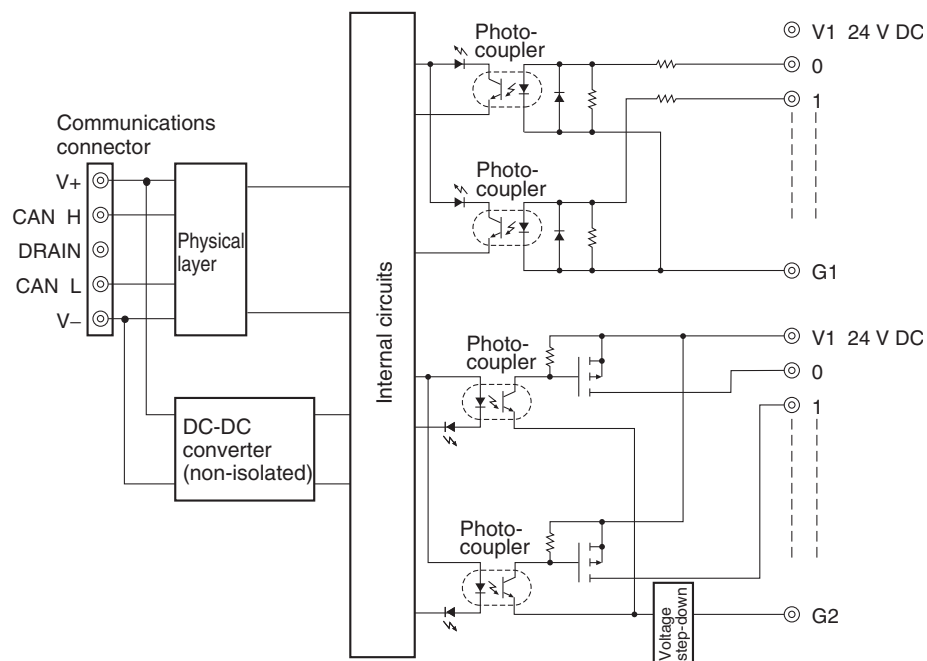 Photo-
coupler
V1 24 V DC
0
1
Communications
connector
V+
CAN H
DRAIN
CAN L
V–
Physical
layer
Internal circuits
Photo-
coupler
G1
V1 24 V DC
0
1
Photo-
coupler
DC-DC
converter
(non-isolated)
Photo-
coupler
Voltage
step-down
G2